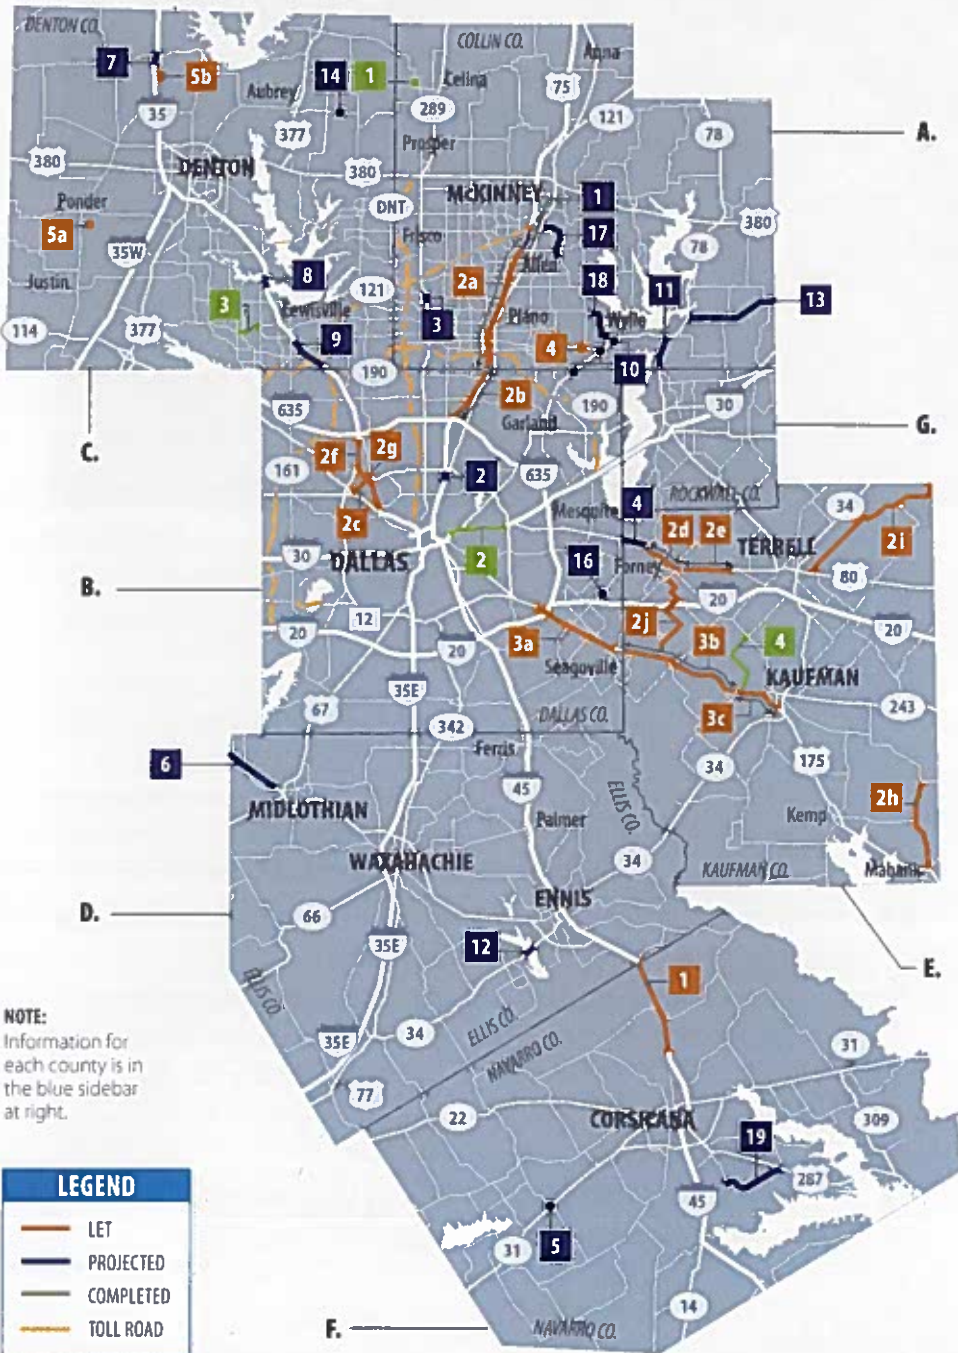 DENTON CO.
COLLIN CO.
Anna
7
5b
Aubrey
14
1
Celina
75
35
289
121
377
78
A.
Prosper
380
DENTON
380
McKINNEY
1
DNT
Ponder
17
380
5a
Frisco
35W
78
Allen
8
2a
18
11
Justin
121
13
3
Lewisville
114
377
9
3
Plano
Wylie
4
10
190
2b
C.
635
190
30
Garland
G.
2f
2g
161
2
635
ROCKWALL CO.
4
34
Mesquite
2c
2d
2e
2i
TERRELL
30
DALLAS
2
16
Forney
80
B.
12
20
20
2j
20
20
3a
3b
4
Seagoville
KAUFMAN
35E
67
DALLAS CO.
3c
243
342
6
Ferris
34
175
45
ELLIS CO.
2h
MIDLOTHIAN
Palmer
Kemp
WAXAHACHIE
34
KAUFMAN CO.
Mabank
ENNIS
D.
66
35E
12
E.
1
ELLIS CO.
NOTE:
Information for
each county is in
the blue sidebar
at right.
35E
34
ELLIS CO.
NAVARRO CO.
31
77
22
CORSICANA
309
19
287
LEGEND
LET
PROJECTED
COMPLETED
TOLL ROAD
45
5
31
14
F.
NAVARRO CO.